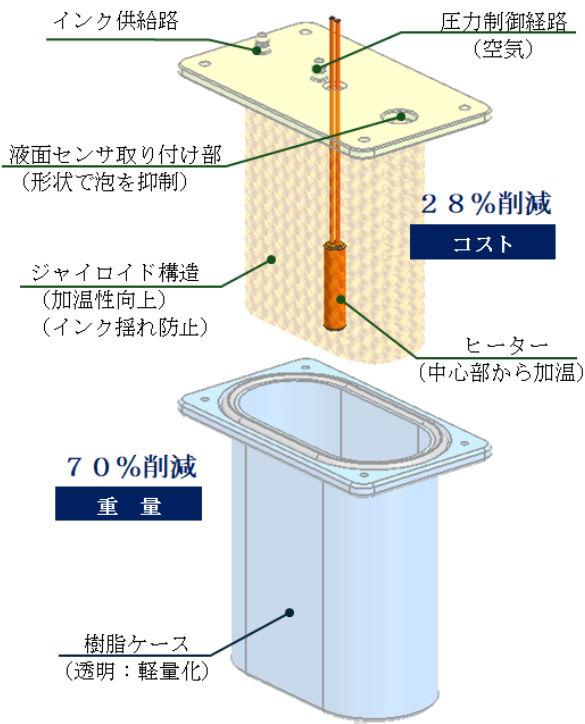 インク供給路
圧力制御経路
(空気)
液面センサ取り付け部
(形状で泡を抑制)
28%削減
コスト
ジャイロイド構造
(加温性向上)
(インク揺れ防止)
ヒーター
(中心部から加温)
70%削減
重 量
樹脂ケース
(透明:軽量化)